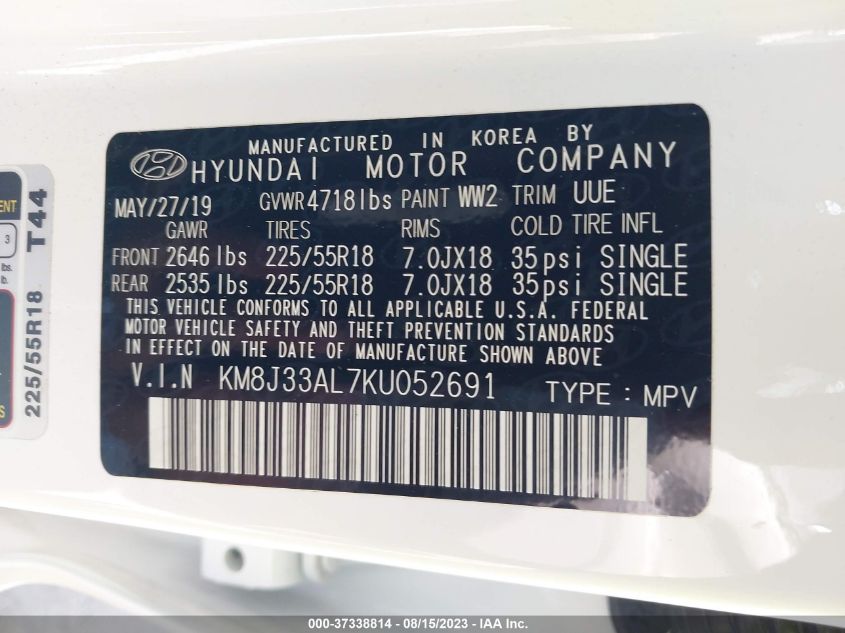 MANUFACTURED IN KOREA BY
HYUNDAI MOTOR COMPANY
MAY/27/19 GVWR 4718 lbs PAINT WW2 TRIM UUE
GAWR TIRES RIMS COLD TIRE INFL
FRONT 2646 lbs 225/55R18 7.0JX18 35psi SINGLE
REAR 2535 lbs 225/55R18 7.0JX18 35psi SINGLE
THIS VEHICLE CONFORMS TO ALL APPLICABLE U.S.A. FEDERAL
MOTOR VEHICLE SAFETY AND THEFT PREVENTION STANDARDS
IN EFFECT ON THE DATE OF MANUFACTURE SHOWN ABOVE
V.I.N KM8J33AL7KU052691 TYPE : MPV
225/55R18 T44
3
lbs.
lb.
000-37338814 - 08/15/2023 - IAA Inc.